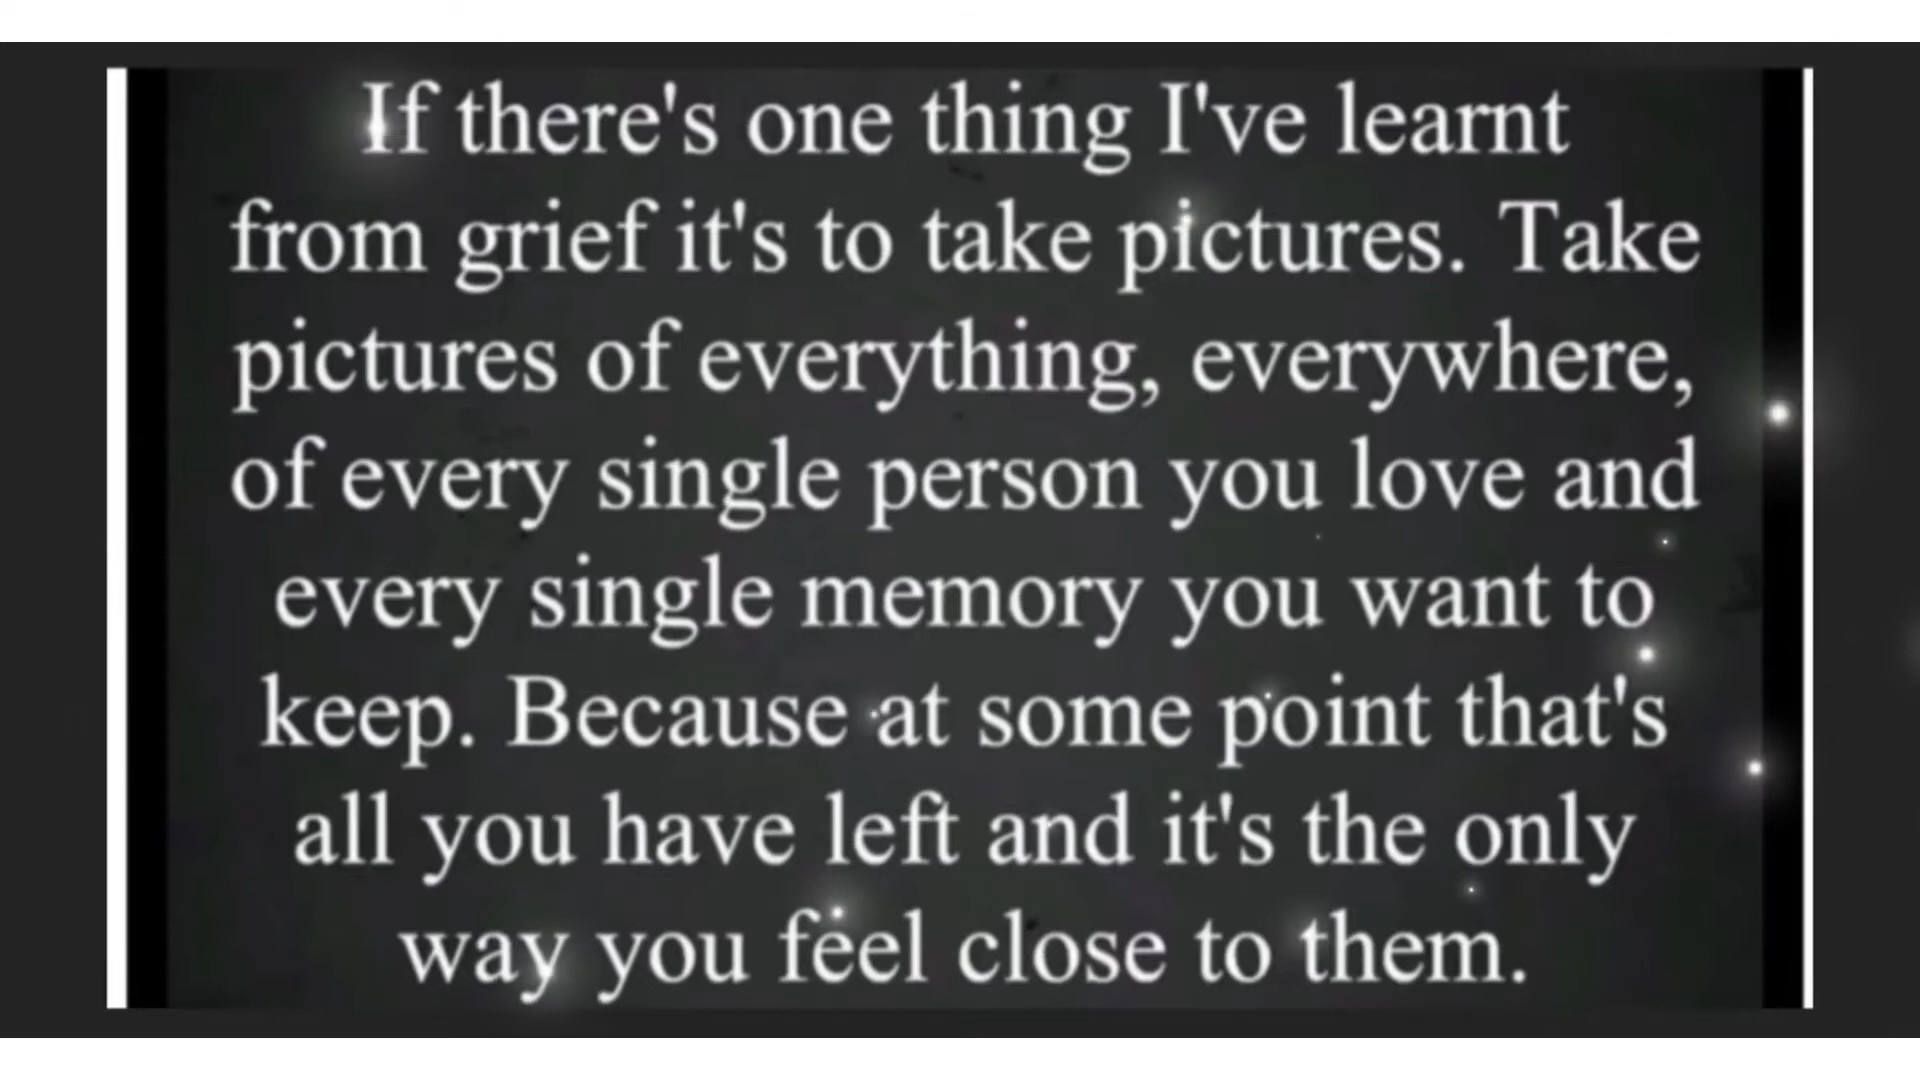 If there's one thing I've learnt
from grief it's to take pictures. Take
pictures of everything, everywhere,
of every single person you love and
every single memory you want to
keep. Because at some point that's
all you have left and it's the only
way you feel close to them.